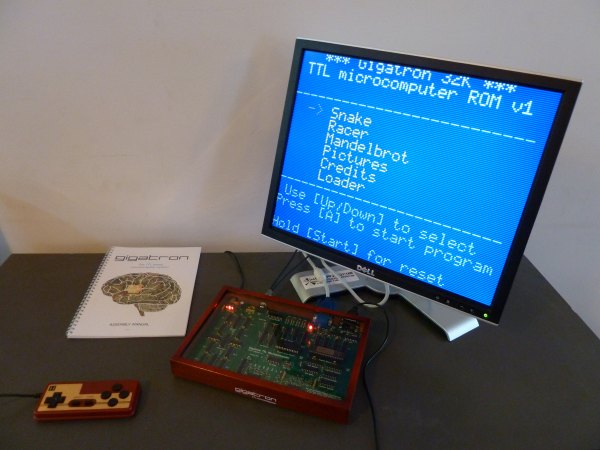 *** Gigatron 32K ***
TTL microcomputer ROM v1
--> Snake
Racer
Mandelbrot
Pictures
Credits
Loader
Use [Up/Down] to select
Press [A] to start program
Hold [Start] for reset
DELL
gigatron
ASSEMBLY MANUAL
gigatron